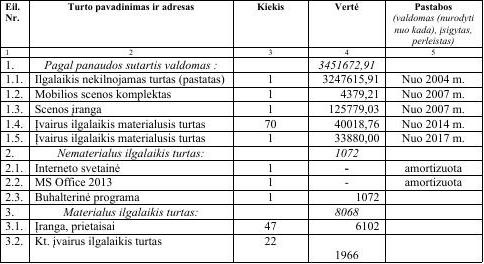 Eil. Nr. Turto pavadinimas ir adresas Kiekis Vertė Pastabos (valdomas (nurodyti nuo kada), įsigytas, perleistas)
1 2 3 4 5
1. Pagal panaudos sutartis valdomas : 3451672,91
1.1. Ilgalaikis nekilnojamas turtas (pastatas) 1 3247615,91 Nuo 2004 m.
1.2. Mobilios scenos komplektas 1 4379,21 Nuo 2007 m.
1.3. Scenos įranga 1 125779,03 Nuo 2007 m.
1.4. Įvairus ilgalaikis materialusis turtas 70 40018,76 Nuo 2014 m.
1.5. Įvairus ilgalaikis materialusis turtas 1 33880,00 Nuo 2017 m.
2. Nematerialus ilgalaikis turtas: 1072
2.1. Interneto svetainė 1 - amortizuota
2.2. MS Office 2013 1 - amortizuota
2.3. Buhalterinė programa 1 1072
3. Materialus ilgalaikis turtas: 8068
3.1. Įranga, prietaisai 47 6102
3.2. Kt. įvairus ilgalaikis turtas 22 1966